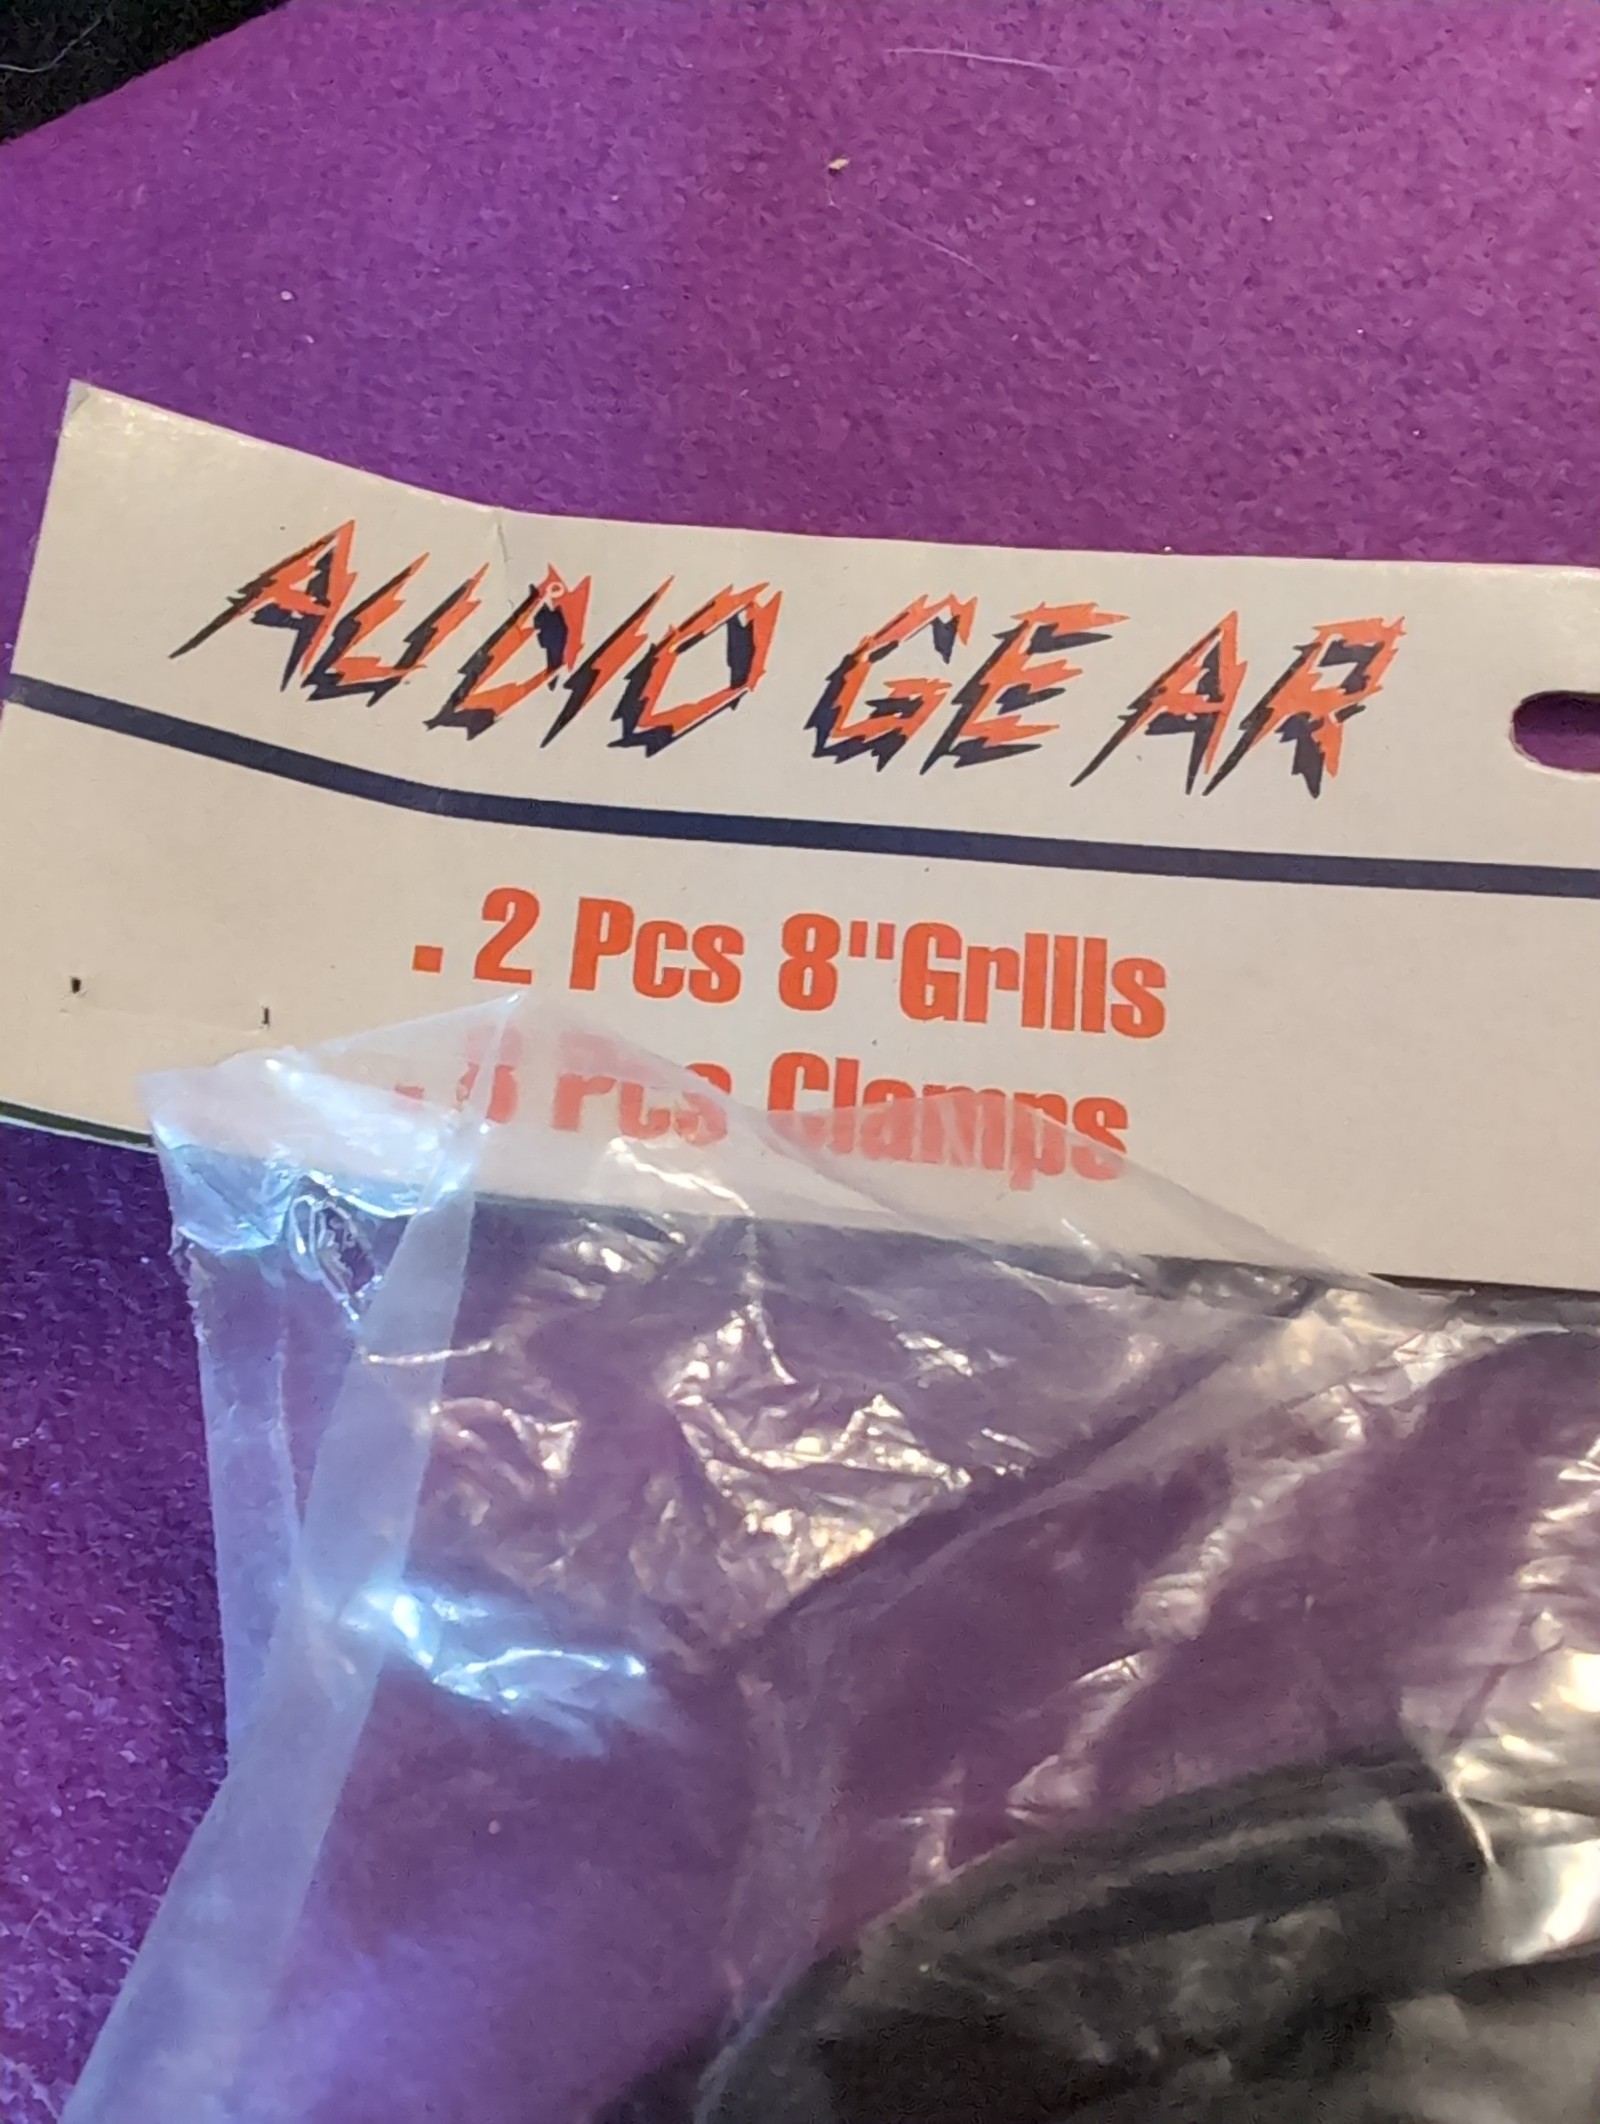 AUDIO GEAR
. 2 Pcs 8"Grills
. Pcs Clamps